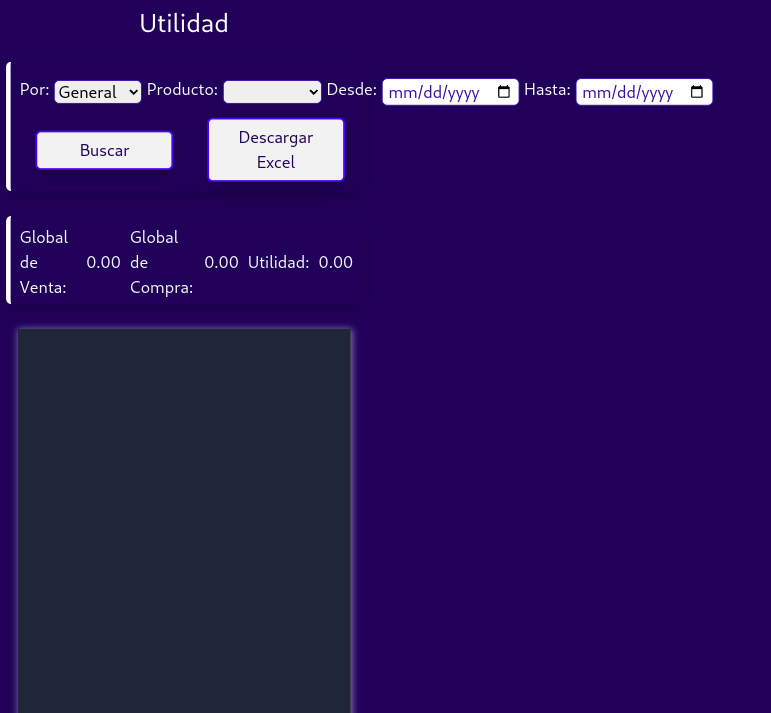 Utilidad
Por: General Producto: Desde: mm/dd/yyyy Hasta: mm/dd/yyyy
Buscar
Descargar
Excel
Global
de
Venta:
0.00
Global
de
Compra:
0.00
Utilidad: 0.00